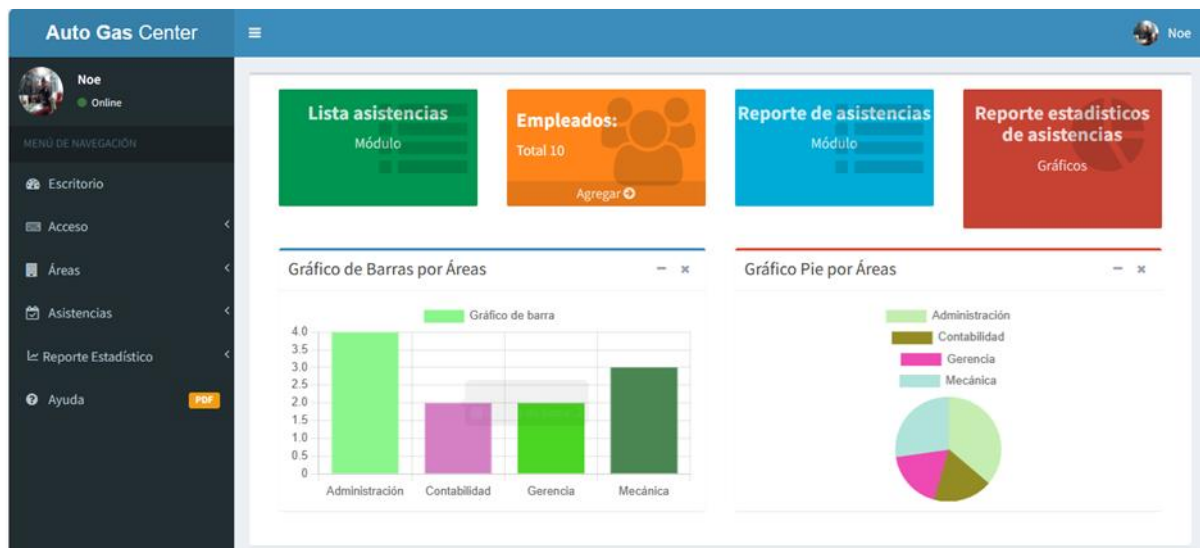 Auto Gas Center
Noe
Noe
Online
MENÚ DE NAVEGACIÓN
Escritorio
Acceso
Áreas
Asistencias
Reporte Estadístico
Ayuda
PDF
Lista asistencias
Módulo
Empleados:
Total 10
Agregar
Reporte de asistencias
Módulo
Reporte estadisticos
de asistencias
Gráficos
Gráfico de Barras por Áreas
Gráfico de barra
4.0
3.5
3.0
2.5
2.0
1.5
1.0
0.5
0
Administración
Contabilidad
Gerencia
Mecánica
Gráfico Pie por Áreas
Administración
Contabilidad
Gerencia
Mecánica